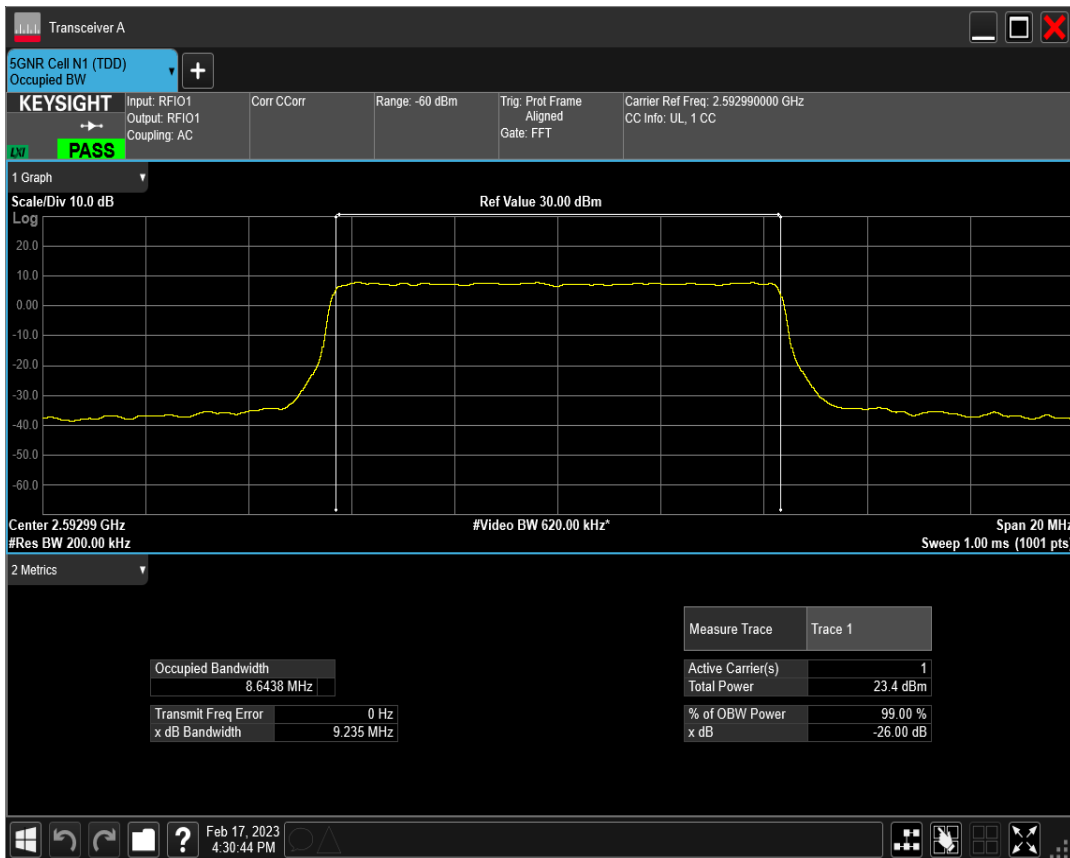 Transceiver A
5GNR Cell N1 (TDD)
Occupied BW
+
KEYSIGHT
LXI
PASS
Input: RFIO1
Output: RFIO1
Coupling: AC
Corr CCorr
Range: -60 dBm
Trig: Prot Frame
Aligned
Gate: FFT
Carrier Ref Freq: 2.592990000 GHz
CC Info: UL, 1 CC
1 Graph
Scale/Div 10.0 dB
Ref Value 30.00 dBm
Log
20.0
10.0
0.00
-10.0
-20.0
-30.0
-40.0
-50.0
-60.0
Center 2.59299 GHz
#Video BW 620.00 kHz*
Span 20 MHz
#Res BW 200.00 kHz
Sweep 1.00 ms (1001 pts)
2 Metrics
Measure Trace Trace 1
Occupied Bandwidth
8.6438 MHz
Active Carrier(s) 1
Total Power 23.4 dBm
Transmit Freq Error 0 Hz
x dB Bandwidth 9.235 MHz
% of OBW Power 99.00 %
x dB -26.00 dB
?
Feb 17, 2023
4:30:44 PM